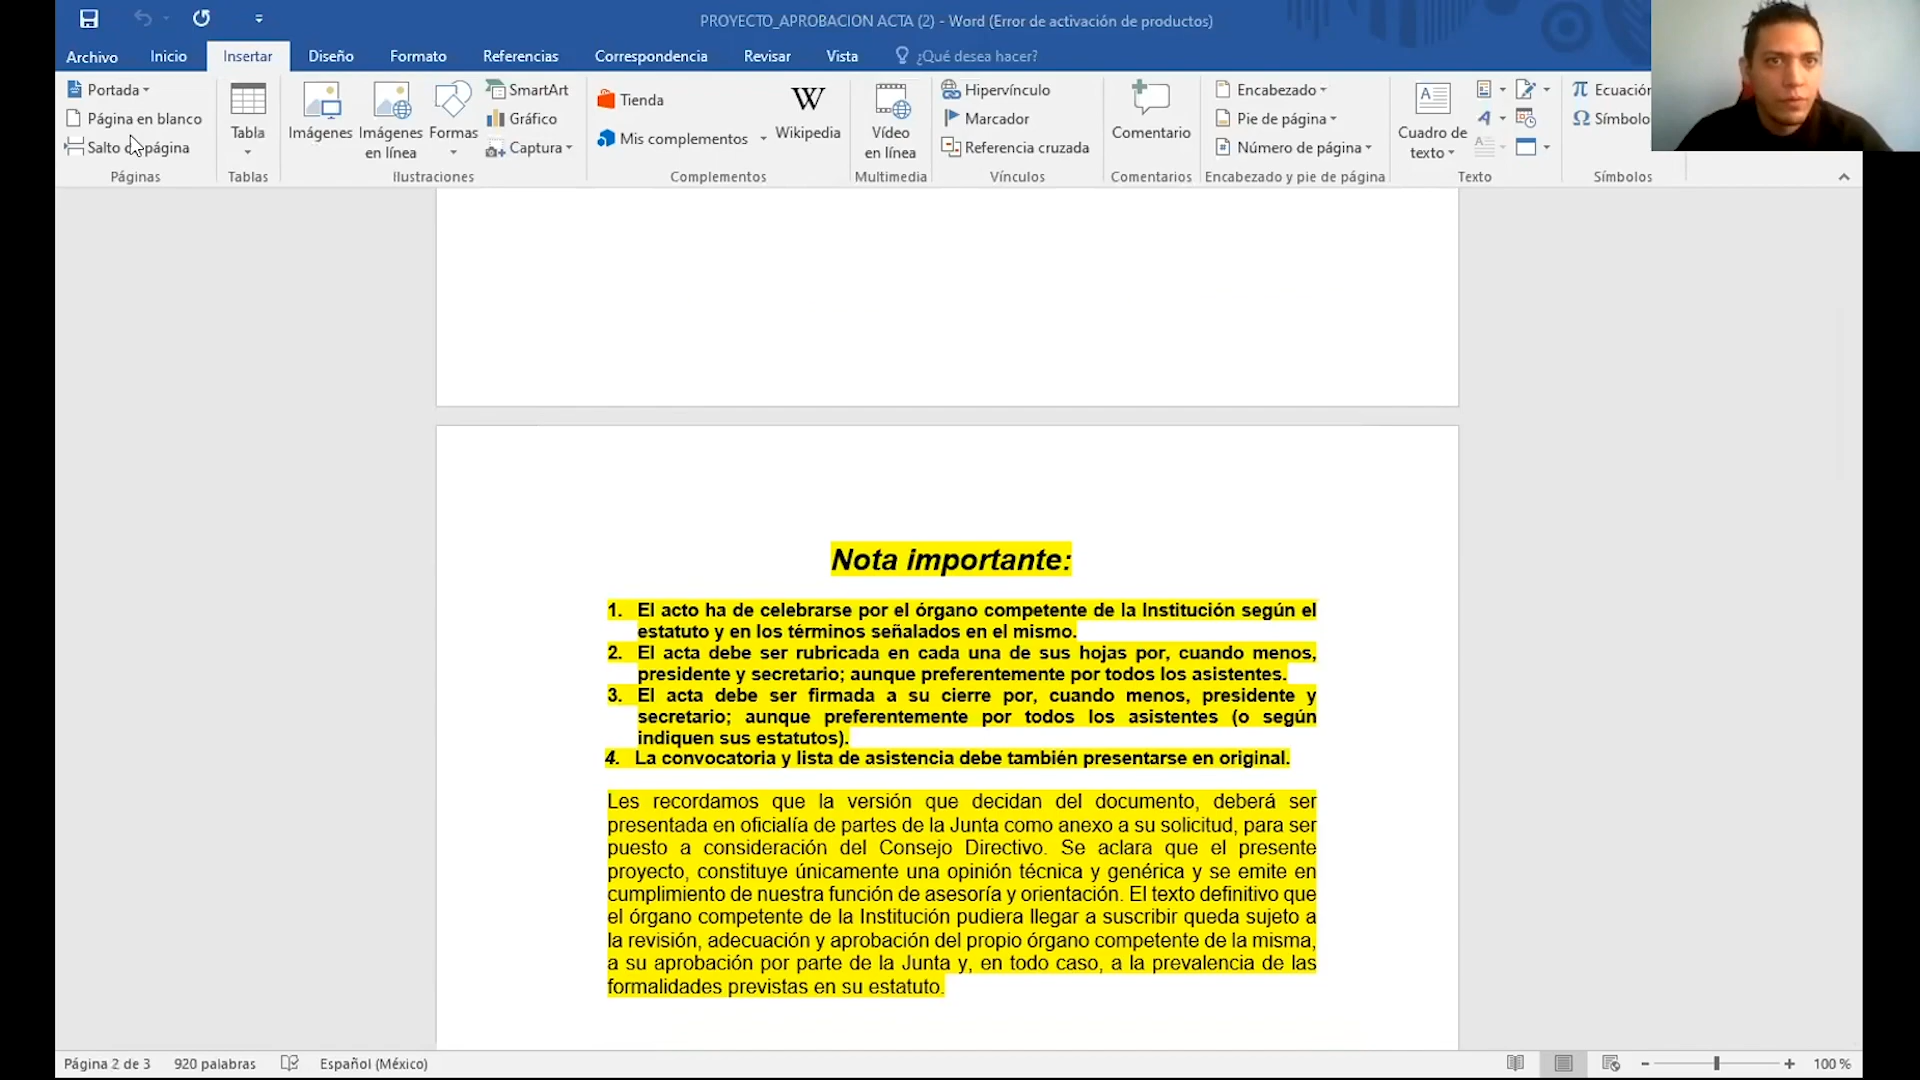 PROYECTO_APROBACION ACTA (2) - Word (Error de activación de productos)
Archivo Inicio Insertar Diseño Formato Referencias Correspondencia Revisar Vista ¿Qué desea hacer?
Portada
Página en blanco
Salto de página
Páginas
Tabla
Tablas
Imágenes
Imágenes
en línea
Formas
SmartArt
Gráfico
Captura
Ilustraciones
Tienda
Mis complementos
W
Wikipedia
Complementos
Vídeo
en línea
Multimedia
Hipervínculo
Marcador
Referencia cruzada
Vínculos
Comentario
Comentarios
Encabezado
Pie de página
Número de página
Encabezado y pie de página
Cuadro de
texto
Texto
π Ecuación
Ω Símbolo
Símbolos
Nota importante:
1. El acto ha de celebrarse por el órgano competente de la Institución según el
estatuto y en los términos señalados en el mismo.
2. El acta debe ser rubricada en cada una de sus hojas por, cuando menos,
presidente y secretario; aunque preferentemente por todos los asistentes.
3. El acta debe ser firmada a su cierre por, cuando menos, presidente y
secretario; aunque preferentemente por todos los asistentes (o según
indiquen sus estatutos).
4. La convocatoria y lista de asistencia debe también presentarse en original.
Les recordamos que la versión que decidan del documento, deberá ser
presentada en oficialía de partes de la Junta como anexo a su solicitud, para ser
puesto a consideración del Consejo Directivo. Se aclara que el presente
proyecto, constituye únicamente una opinión técnica y genérica y se emite en
cumplimiento de nuestra función de asesoría y orientación. El texto definitivo que
el órgano competente de la Institución pudiera llegar a suscribir queda sujeto a
la revisión, adecuación y aprobación del propio órgano competente de la misma,
a su aprobación por parte de la Junta y, en todo caso, a la prevalencia de las
formalidades previstas en su estatuto.
Página 2 de 3 920 palabras Español (México) 100 %